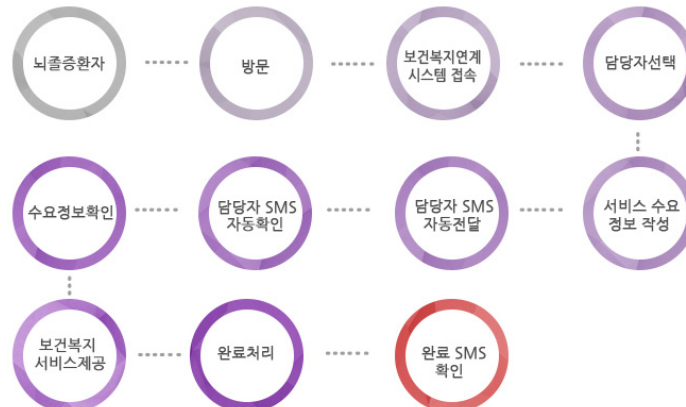 뇌졸증환자
방문
보건복지연계
시스템 접속
담당자선택
서비스 수요
정보 작성
담당자 SMS
자동전달
담당자 SMS
자동확인
수요정보확인
보건복지
서비스제공
완료처리
완료 SMS
확인